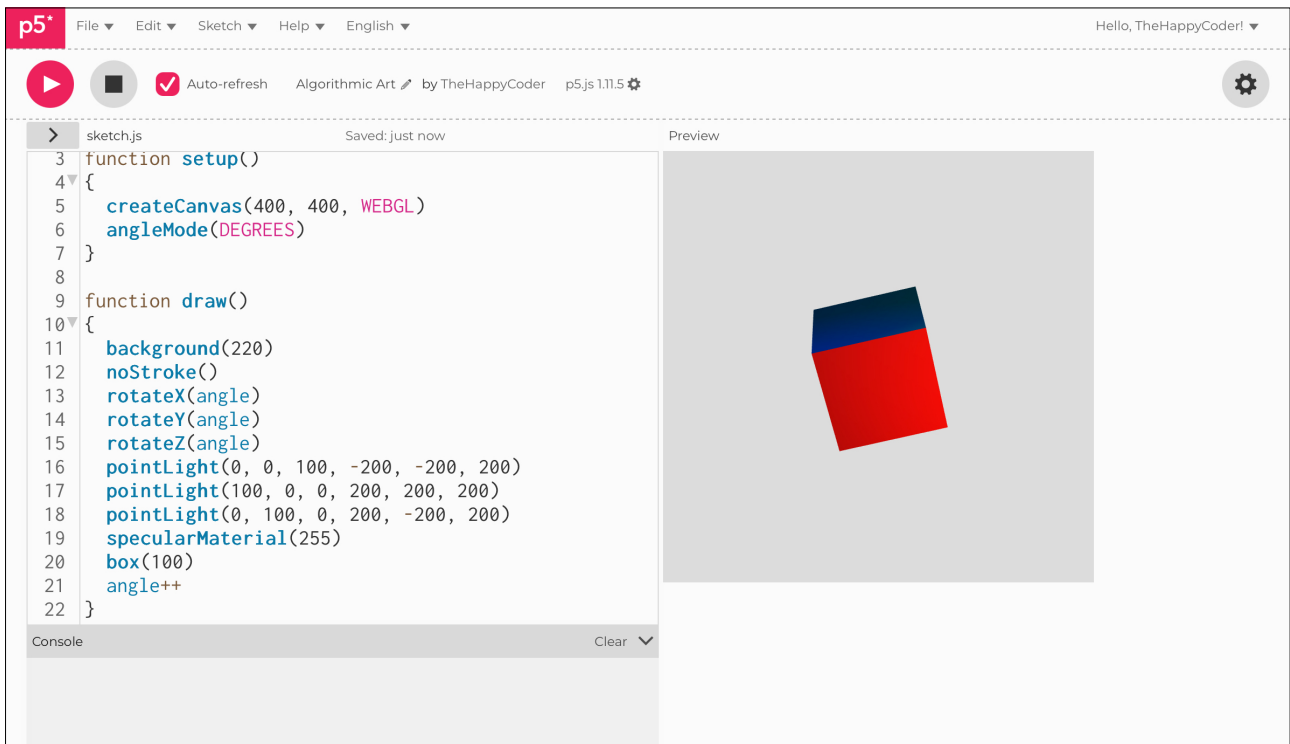 p5* File Edit Sketch Help English Hello, TheHappyCoder!
Auto-refresh Algorithmic Art by TheHappyCoder p5.js 1.11.5
sketch.js Saved: just now Preview
3 function setup()
4 {
5 createCanvas(400, 400, WEBGL)
6 angleMode(DEGREES)
7 }
8
9 function draw()
10 {
11 background(220)
12 noStroke()
13 rotateX(angle)
14 rotateY(angle)
15 rotateZ(angle)
16 pointLight(0, 0, 100, -200, -200, 200)
17 pointLight(100, 0, 0, 200, 200, 200)
18 pointLight(0, 100, 0, 200, -200, 200)
19 specularMaterial(255)
20 box(100)
21 angle++
22 }
Console Clear